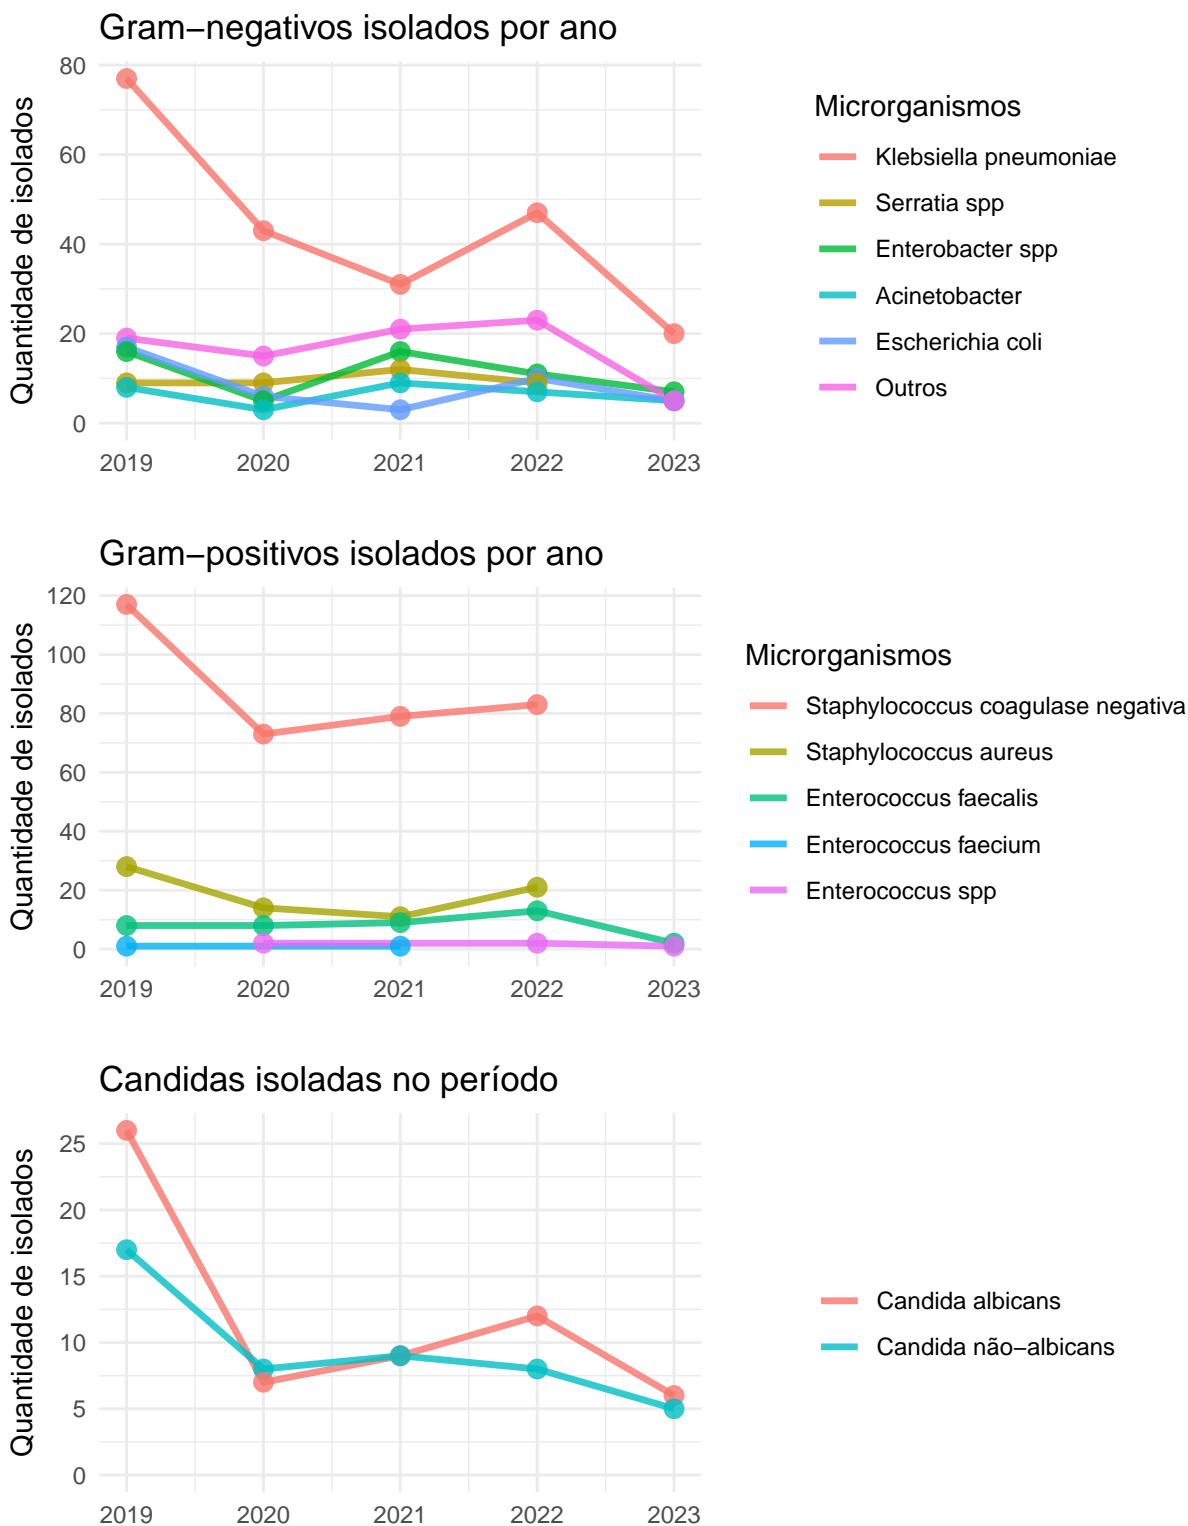 Gram−negativos isolados por ano
Quantidade de isolados
80
60
40
20
0
2019 2020 2021 2022 2023
Microrganismos
Klebsiella pneumoniae
Serratia spp
Enterobacter spp
Acinetobacter
Escherichia coli
Outros
Gram−positivos isolados por ano
Quantidade de isolados
120
100
80
60
40
20
0
2019 2020 2021 2022 2023
Microrganismos
Staphylococcus coagulase negativa
Staphylococcus aureus
Enterococcus faecalis
Enterococcus faecium
Enterococcus spp
Candidas isoladas no período
Quantidade de isolados
25
20
15
10
5
0
2019 2020 2021 2022 2023
Candida albicans
Candida não−albicans